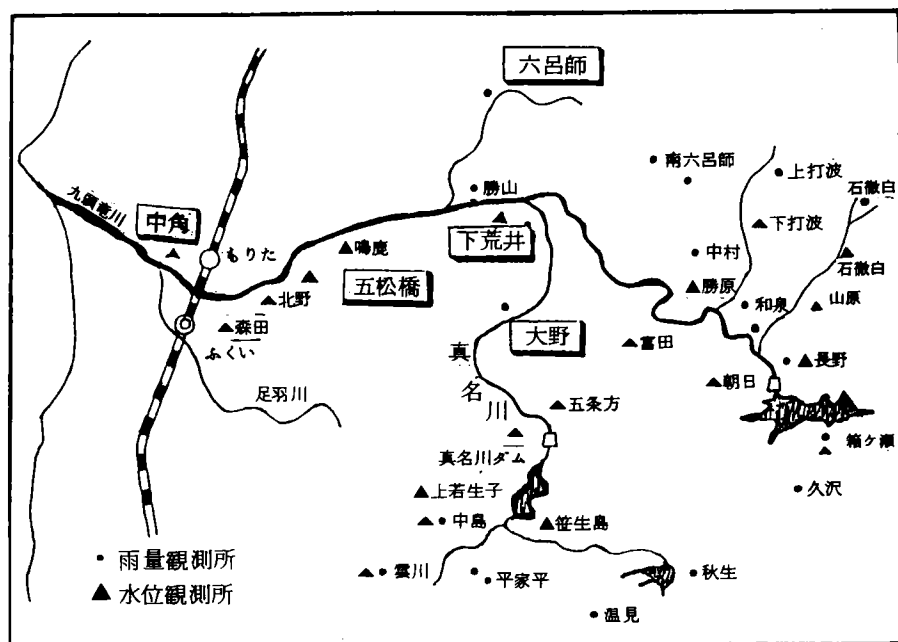 六呂師
南六呂師
上打波
石徹白
勝山
九頭竜川
中角
もりた
鳴鹿
下荒井
下打波
中村
石徹白
五松橋
北野
勝原
和泉
山原
森田
ふくい
大野
富田
真名川
長野
朝日
足羽川
五条方
箱ケ瀬
真名川ダム
上若生子
久沢
中島
笹生島
雲川
平家平
秋生
温見
雨量観測所
水位観測所